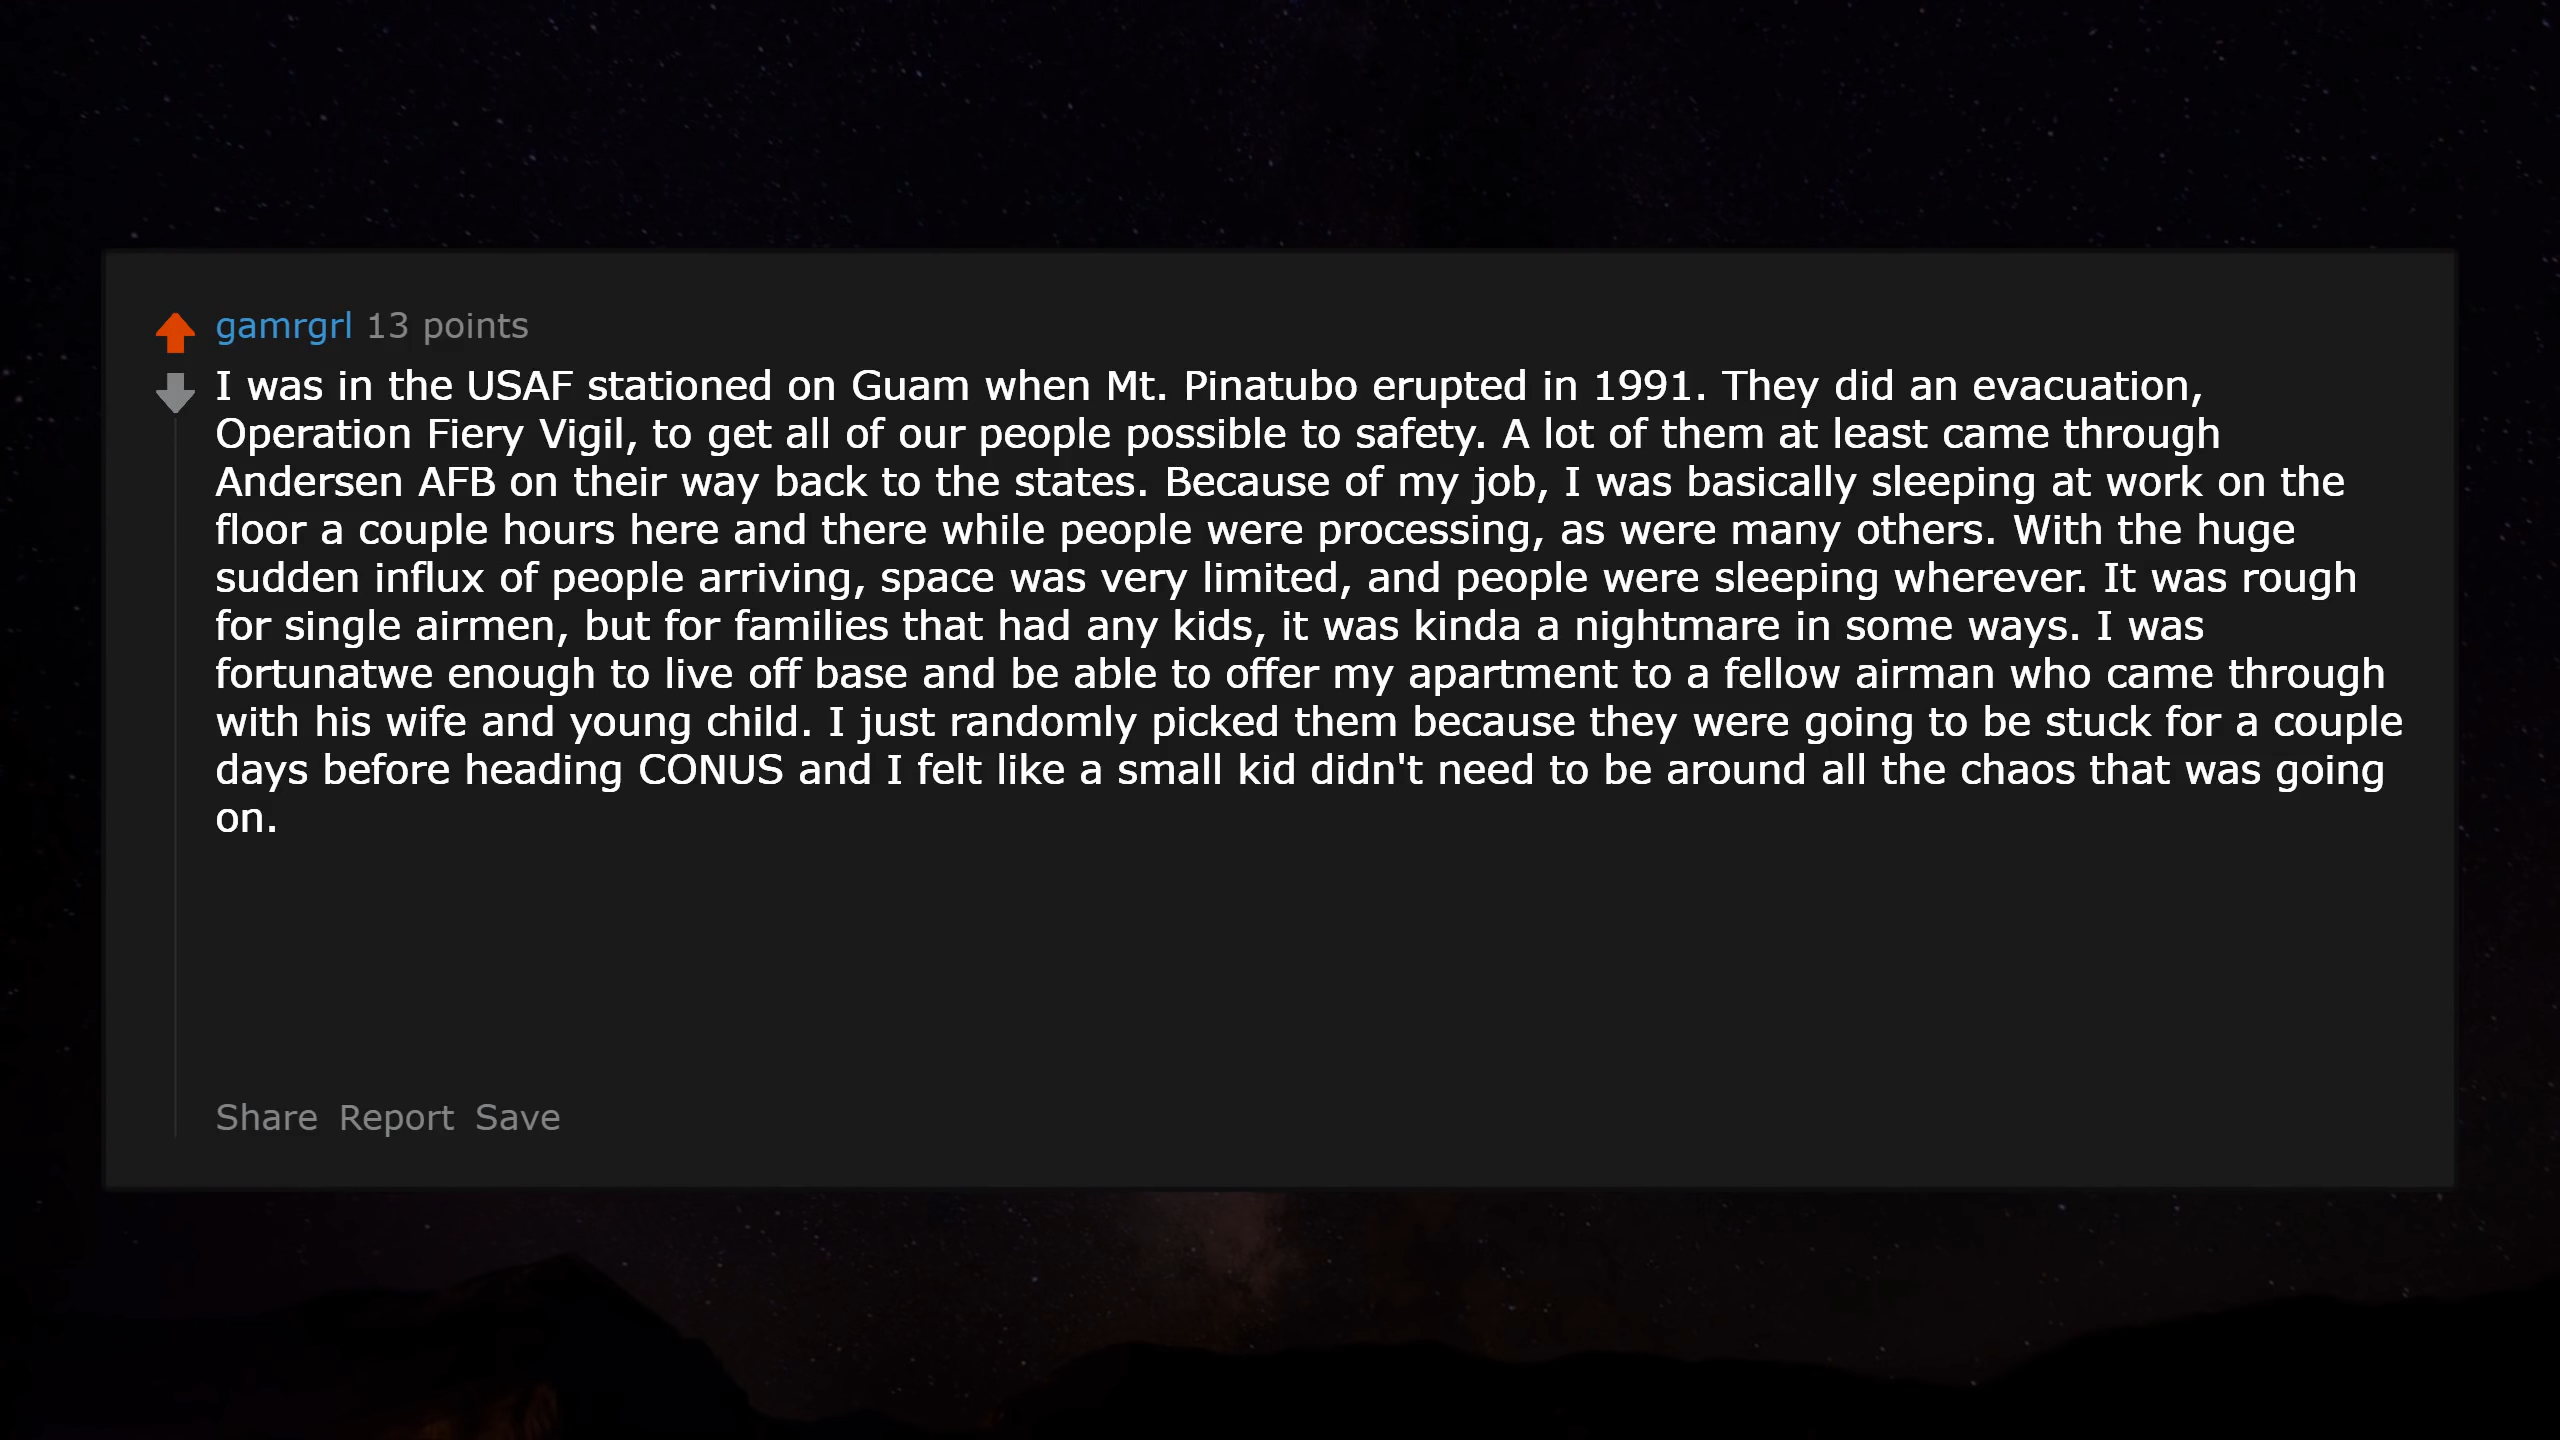 gamrgrl 13 points
I was in the USAF stationed on Guam when Mt. Pinatubo erupted in 1991. They did an evacuation,
Operation Fiery Vigil, to get all of our people possible to safety. A lot of them at least came through
Andersen AFB on their way back to the states. Because of my job, I was basically sleeping at work on the
floor a couple hours here and there while people were processing, as were many others. With the huge
sudden influx of people arriving, space was very limited, and people were sleeping wherever. It was rough
for single airmen, but for families that had any kids, it was kinda a nightmare in some ways. I was
fortunatwe enough to live off base and be able to offer my apartment to a fellow airman who came through
with his wife and young child. I just randomly picked them because they were going to be stuck for a couple
days before heading CONUS and I felt like a small kid didn't need to be around all the chaos that was going
on.
Share Report Save